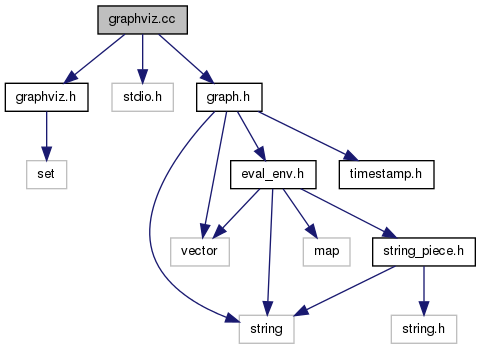 graphviz.cc
graphviz.h
stdio.h
graph.h
set
eval_env.h
timestamp.h
vector
map
string_piece.h
string
string.h